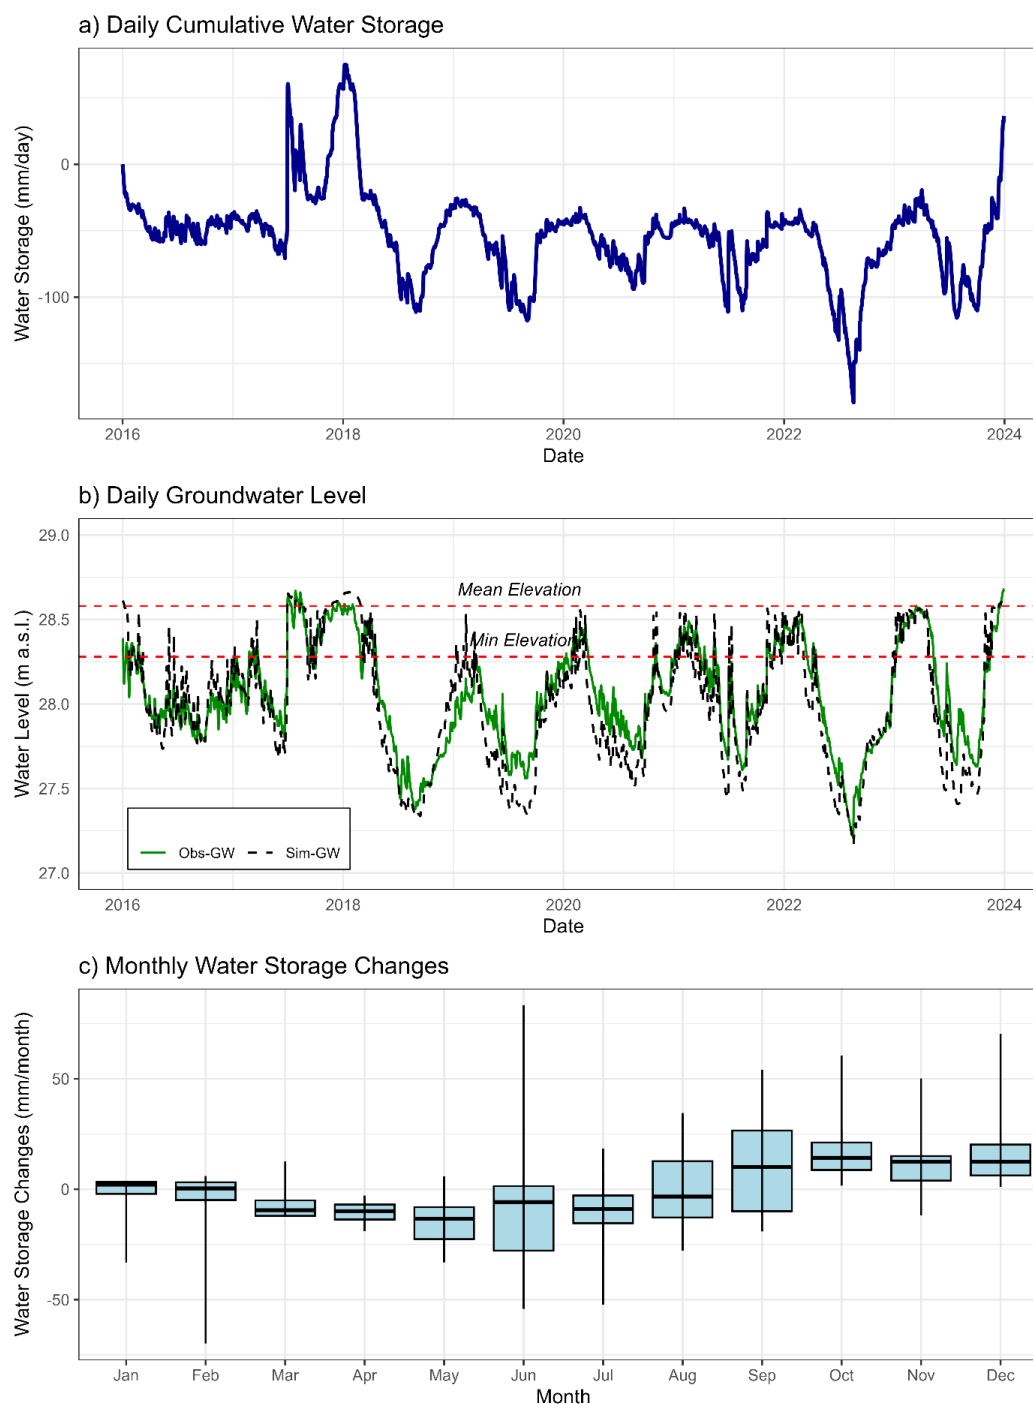 a) Daily Cumulative Water Storage
Water Storage (mm/day)
0
-100
2016 2018 2020 2022 2024
Date
b) Daily Groundwater Level
Water Level (m a.s.l.)
29.0
28.5
28.0
27.5
27.0
Mean Elevation
Min Elevation
Obs-GW Sim-GW
2016 2018 2020 2022 2024
Date
c) Monthly Water Storage Changes
Water Storage Changes (mm/month)
50
0
-50
Jan Feb Mar Apr May Jun Jul Aug Sep Oct Nov Dec
Month